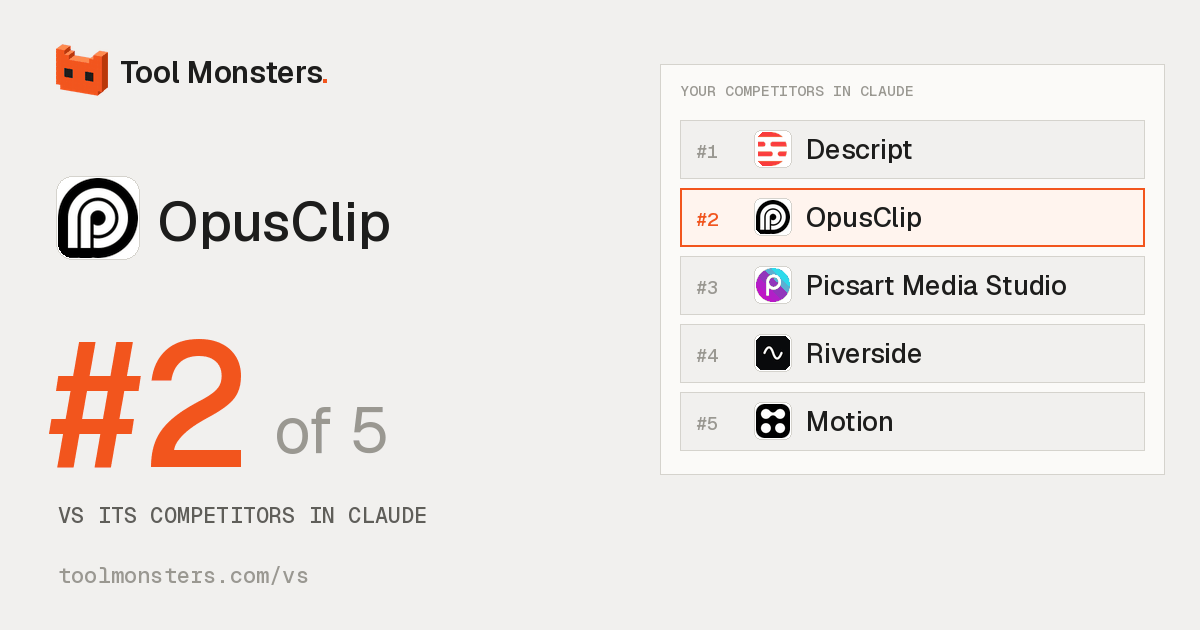 Tool Monsters.
OpusClip
#2 of 5
VS ITS COMPETITORS IN CLAUDE
toolmonsters.com/vs
YOUR COMPETITORS IN CLAUDE
#1 Descript
#2 OpusClip
#3 Picsart Media Studio
#4 Riverside
#5 Motion